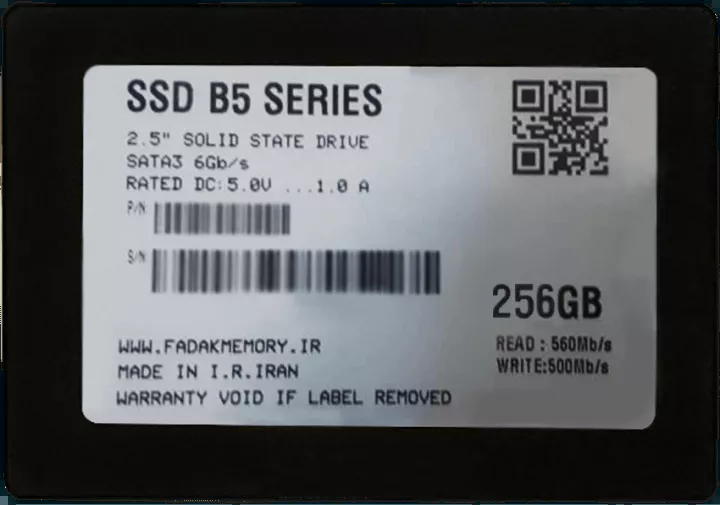 SSD B5 SERIES
2.5" SOLID STATE DRIVE
SATA3 6Gb/s
RATED DC:5.0V ...1.0 A
P/N
S/N
256GB
READ : 560Mb/s
WRITE:500Mb/s
WWW.FADAKMEMORY.IR
MADE IN I.R.IRAN
WARRANTY VOID IF LABEL REMOVED